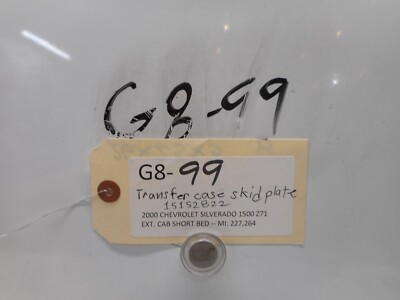 G8-99
G8-99
Transfer case skid plate
15152822
2000 CHEVROLET SILVERADO 1500 Z71
EXT. CAB SHORT BED -- MI: 227,264